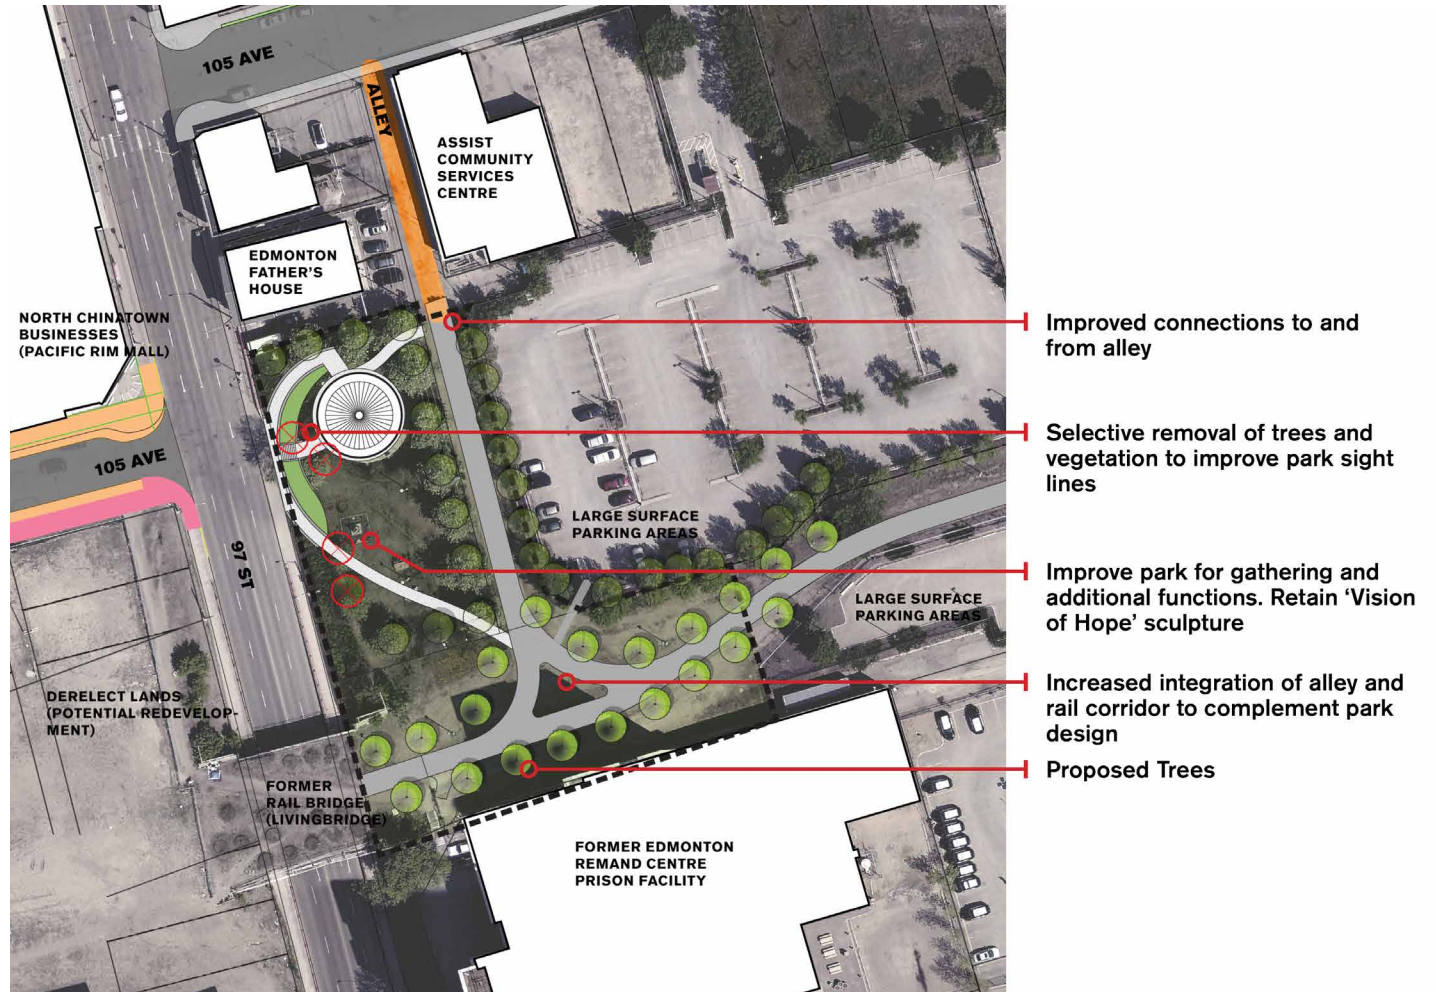 105 AVE
ALLEY
ASSIST
COMMUNITY
SERVICES
CENTRE
EDMONTON
FATHER'S
HOUSE
NORTH CHINATOWN
BUSINESSES
(PACIFIC RIM MALL)
105 AVE
97 ST
LARGE SURFACE
PARKING AREAS
LARGE SURFACE
PARKING AREAS
DERELECT LANDS
(POTENTIAL REDEVELOP-
MENT)
FORMER
RAIL BRIDGE
(LIVINGBRIDGE)
FORMER EDMONTON
REMAND CENTRE
PRISON FACILITY
Improved connections to and
from alley
Selective removal of trees and
vegetation to improve park sight
lines
Improve park for gathering and
additional functions. Retain ‘Vision
of Hope’ sculpture
Increased integration of alley and
rail corridor to complement park
design
Proposed Trees